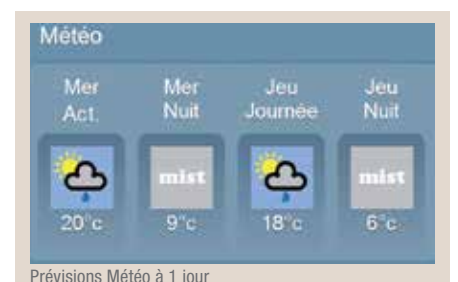 Météo
Mer Mer Jeu Jeu
Act. Nuit Journée Nuit
mist mist
20°c 9°c 18°c 6°c
Prévisions Météo à 1 jour